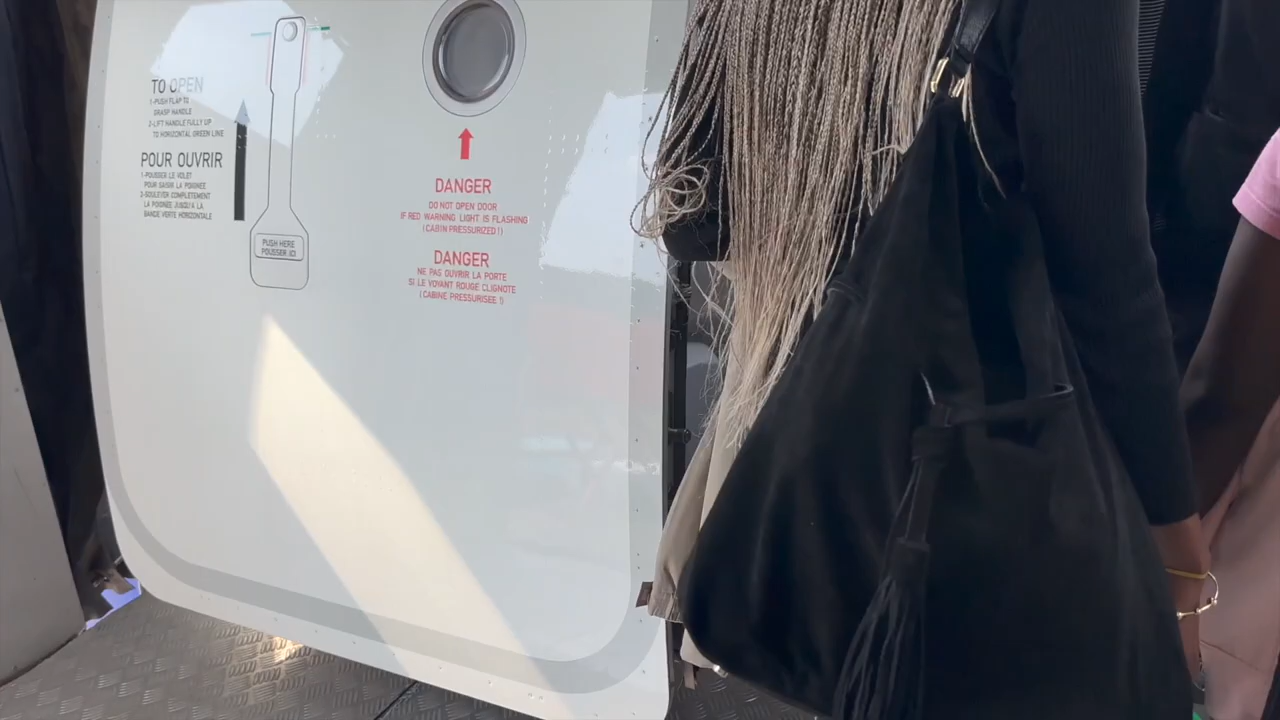 TO OPEN
1-PUSH FLAP TO
GRASP HANDLE
2-LIFT HANDLE FULLY UP
TO HORIZONTAL GREEN LINE
POUR OUVRIR
1-POUSSER LE VOLET
POUR SAISIR LA POIGNEE
2-SOULEVER COMPLETEMENT
LA POIGNEE JUSQU'A LA
BANDE VERTE HORIZONTALE
PUSH HERE
POUSSER ICI
DANGER
DO NOT OPEN DOOR
IF RED WARNING LIGHT IS FLASHING
(CABIN PRESSURIZED !)
DANGER
NE PAS OUVRIR LA PORTE
SI LE VOYANT ROUGE CLIGNOTE
(CABINE PRESSURISEE !)